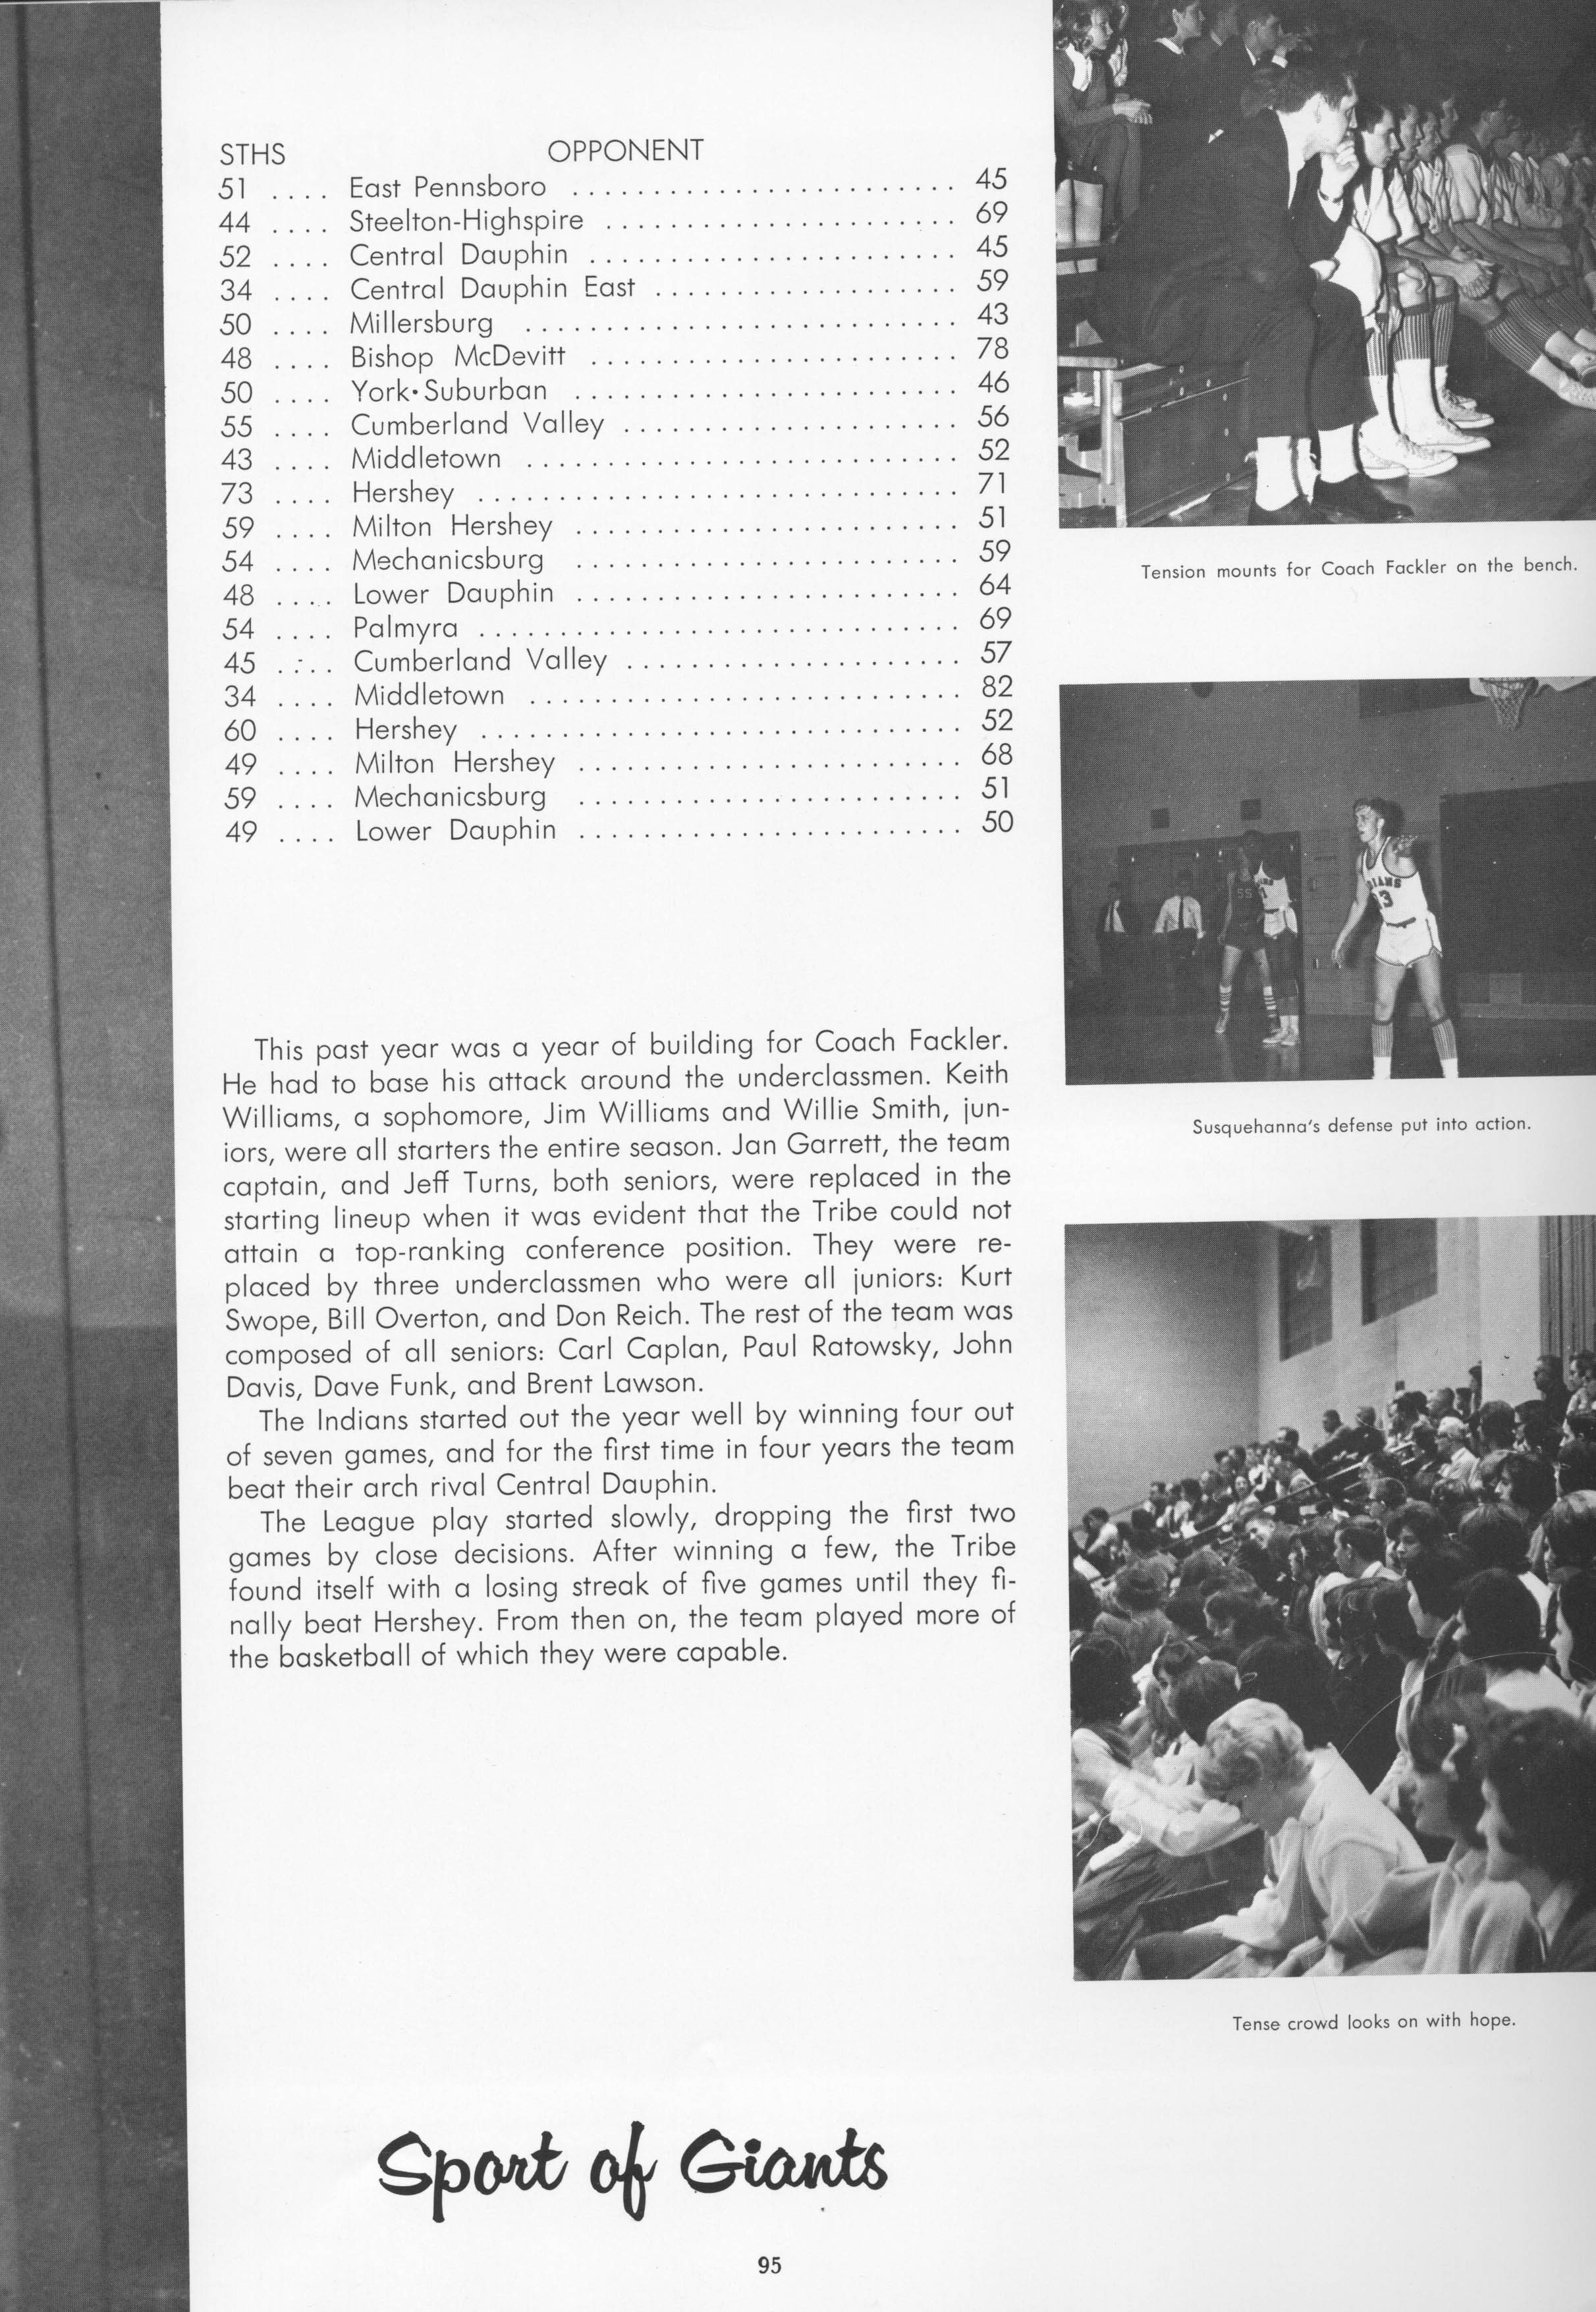 STHS OPPONENT
51 .... East Pennsboro ........................ 45
44 .... Steelton-Highspire ...................... 69
52 .... Central Dauphin ....................... 45
34 .... Central Dauphin East ................... 59
50 .... Millersburg ........................... 43
48 .... Bishop McDevitt ....................... 78
50 .... York·Suburban ........................ 46
55 .... Cumberland Valley ..................... 56
43 .... Middletown ........................... 52
73 .... Hershey .............................. 71
59 .... Milton Hershey ........................ 51
54 .... Mechanicsburg ........................ 59
48 .... Lower Dauphin ........................ 64
54 .... Palmyra .............................. 69
45 .... Cumberland Valley ..................... 57
34 .... Middletown ........................... 82
60 .... Hershey .............................. 52
49 .... Milton Hershey ........................ 68
59 .... Mechanicsburg ........................ 51
49 .... Lower Dauphin ........................ 50
This past year was a year of building for Coach Fackler.
He had to base his attack around the underclassmen. Keith
Williams, a sophomore, Jim Williams and Willie Smith, jun-
iors, were all starters the entire season. Jan Garrett, the team
captain, and Jeff Turns, both seniors, were replaced in the
starting lineup when it was evident that the Tribe could not
attain a top-ranking conference position. They were re-
placed by three underclassmen who were all juniors: Kurt
Swope, Bill Overton, and Don Reich. The rest of the team was
composed of all seniors: Carl Caplan, Paul Ratowsky, John
Davis, Dave Funk, and Brent Lawson.
The Indians started out the year well by winning four out
of seven games, and for the first time in four years the team
beat their arch rival Central Dauphin.
The League play started slowly, dropping the first two
games by close decisions. After winning a few, the Tribe
found itself with a losing streak of five games until they fi-
nally beat Hershey. From then on, the team played more of
the basketball of which they were capable.
Tension mounts for Coach Fackler on the bench.
55
Susquehanna's defense put into action.
Tense crowd looks on with hope.
Sport of Giants
95